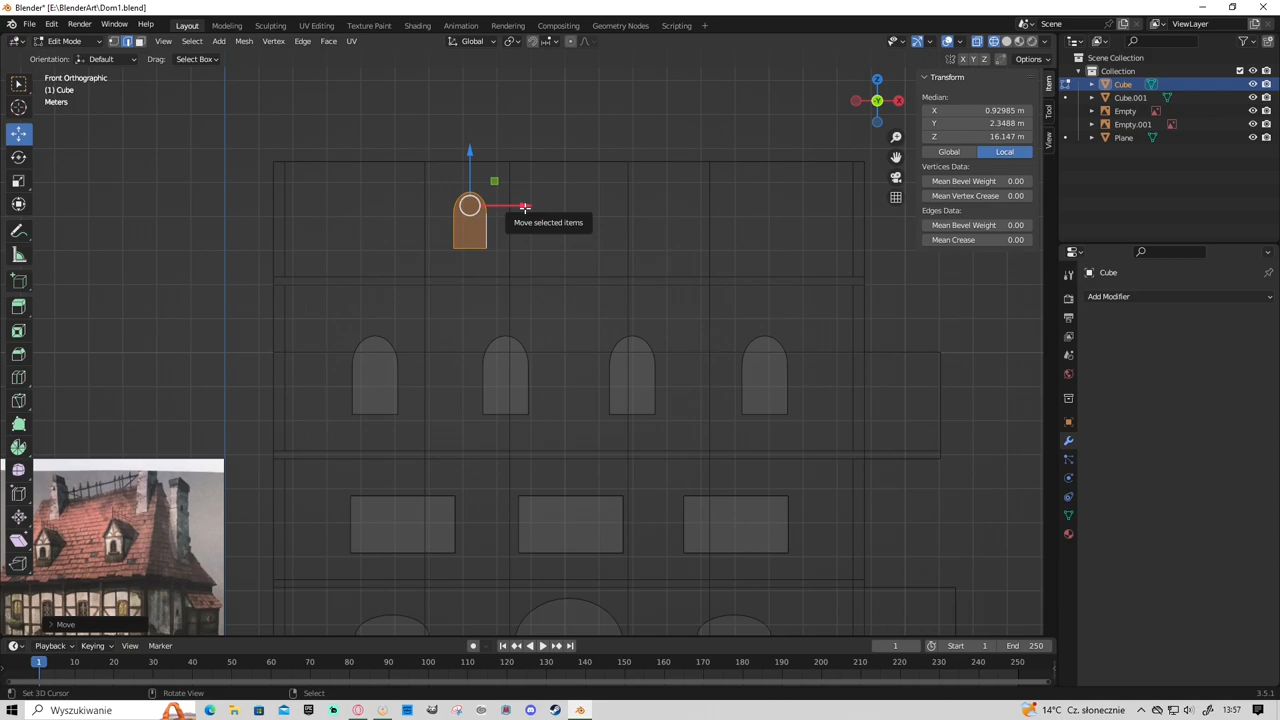 Blender* [E:\BlenderArt\Dom1.blend]
File Edit Render Window Help Layout Modeling Sculpting UV Editing Texture Paint Shading Animation Rendering Compositing Geometry Nodes Scripting + Scene ViewLayer
Edit Mode View Select Add Mesh Vertex Edge Face UV Global
Orientation: Default Drag: Select Box X Y Z Options
Front Orthographic
(1) Cube
Meters
Z
-Y
X
Move selected items
Transform
Median:
X 0.92985 m
Y 2.3488 m
Z 16.147 m
Global Local
Vertices Data:
Mean Bevel Weight 0.00
Mean Vertex Crease 0.00
Edges Data:
Mean Bevel Weight 0.00
Mean Crease 0.00
Item
Tool
View
Scene Collection
Collection
Cube
Cube.001
Empty
Empty.001
Plane
Cube
Add Modifier
Move
Playback Keying View Marker 1 Start 1 End 250
1 10 20 30 40 50 60 70 80 90 100 110 120 130 140 150 160 170 180 190 200 210 220 230 240 250
Set 3D Cursor Rotate View Select 3.5.1
Wyszukiwanie 14°C Cz. słonecznie 13:57